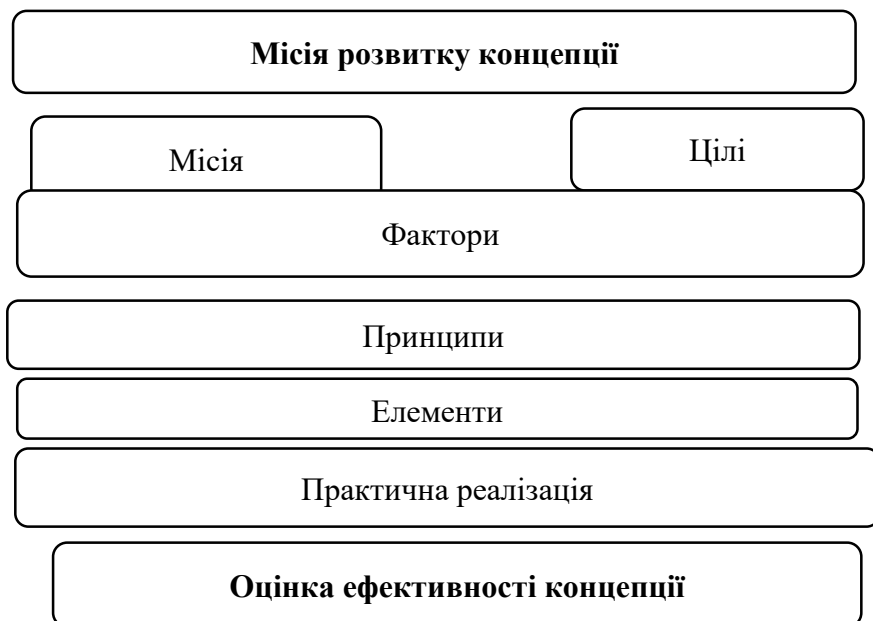 Місія розвитку концепції
Місія
Цілі
Фактори
Принципи
Елементи
Практична реалізація
Оцінка ефективності концепції